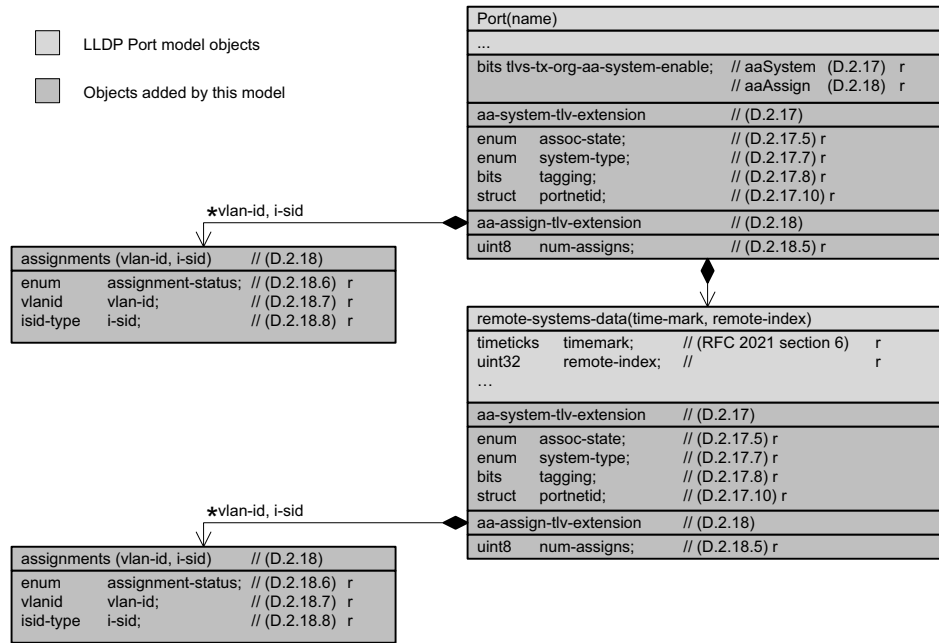 LLDP Port model objects
Objects added by this model
Port(name)
...
bits tlvs-tx-org-aa-system-enable; // aaSystem (D.2.17) r
// aaAssign (D.2.18) r
aa-system-tlv-extension // (D.2.17)
enum assoc-state; // (D.2.17.5) r
enum system-type; // (D.2.17.7) r
bits tagging; // (D.2.17.8) r
struct portnetid; // (D.2.17.10) r
aa-assign-tlv-extension // (D.2.18)
uint8 num-assigns; // (D.2.18.5) r
*vlan-id, i-sid
assignments (vlan-id, i-sid) // (D.2.18)
enum assignment-status; // (D.2.18.6) r
vlanid vlan-id; // (D.2.18.7) r
isid-type i-sid; // (D.2.18.8) r
remote-systems-data(time-mark, remote-index)
timeticks timemark; // (RFC 2021 section 6) r
uint32 remote-index; // r
…
aa-system-tlv-extension // (D.2.17)
enum assoc-state; // (D.2.17.5) r
enum system-type; // (D.2.17.7) r
bits tagging; // (D.2.17.8) r
struct portnetid; // (D.2.17.10) r
aa-assign-tlv-extension // (D.2.18)
uint8 num-assigns; // (D.2.18.5) r
*vlan-id, i-sid
assignments (vlan-id, i-sid) // (D.2.18)
enum assignment-status; // (D.2.18.6) r
vlanid vlan-id; // (D.2.18.7) r
isid-type i-sid; // (D.2.18.8) r